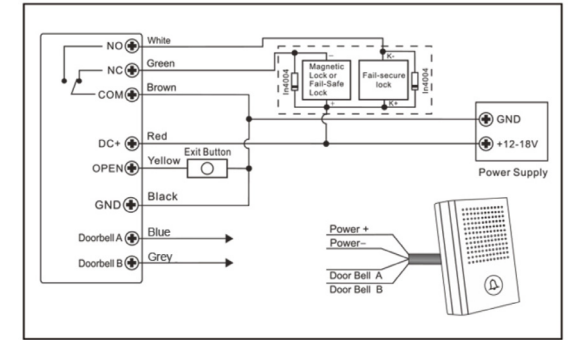 NO
White
NC
Green
COM
Brown
DC+
Red
OPEN
Yellow
Exit Button
GND
Black
Doorbell A
Blue
Doorbell B
Grey
In4004
–
Magnetic
Lock or
Fail-Safe
Lock
+
K-
Fail-secure
lock
K+
In4004
GND
+12-18V
Power Supply
Power +
Power–
Door Bell A
Door Bell B